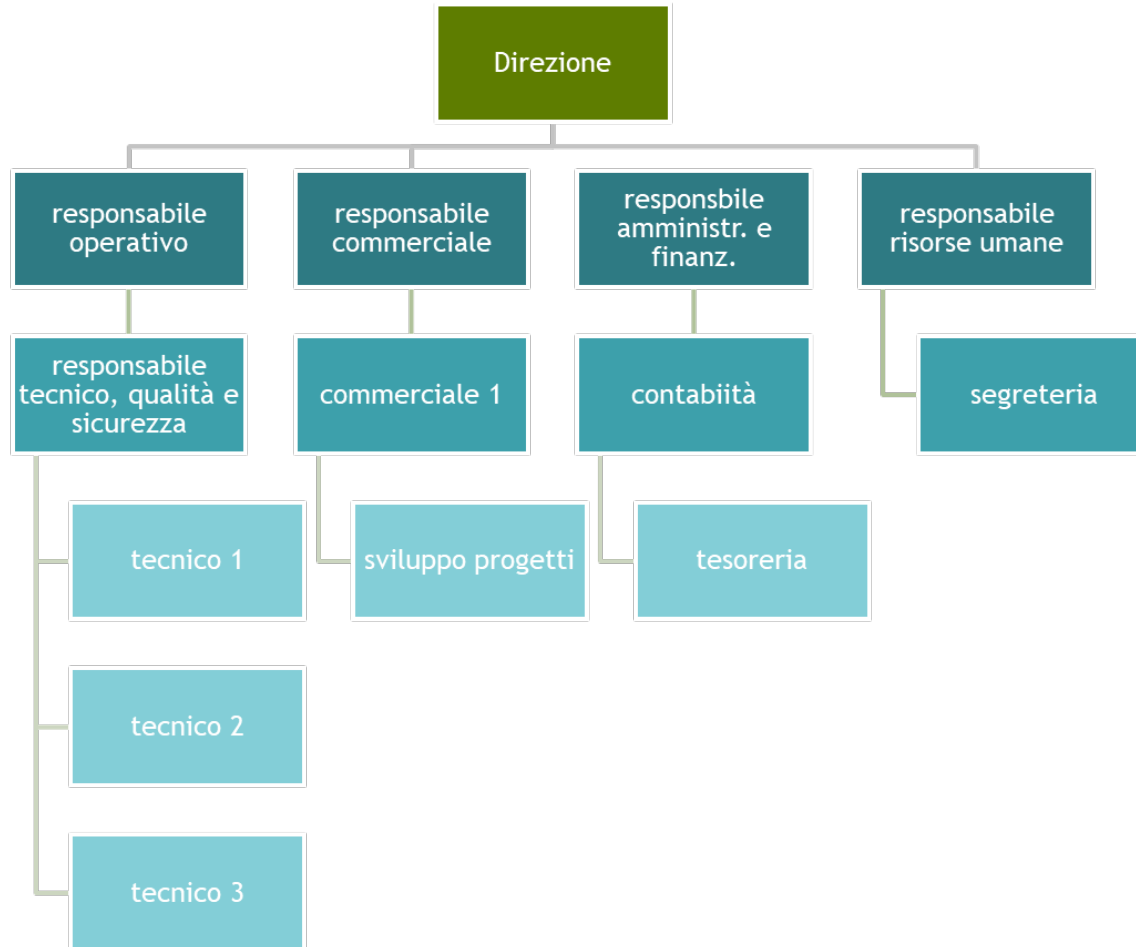 Direzione
responsabile
operativo
responsabile
commerciale
responsbile
amministr. e
finanz.
responsabile
risorse umane
responsabile
tecnico, qualità e
sicurezza
commerciale 1
contabiità
segreteria
tecnico 1
sviluppo progetti
tesoreria
tecnico 2
tecnico 3